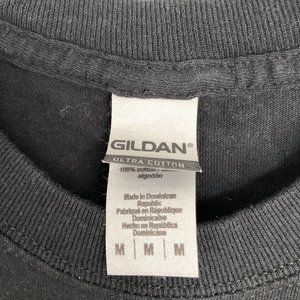 GILDAN®
ULTRA COTTON
100% cotton /
algodón
Made in Dominican
Republic
Fabriqué en République
Dominicaine
Hecho en República
Dominicana
M M M